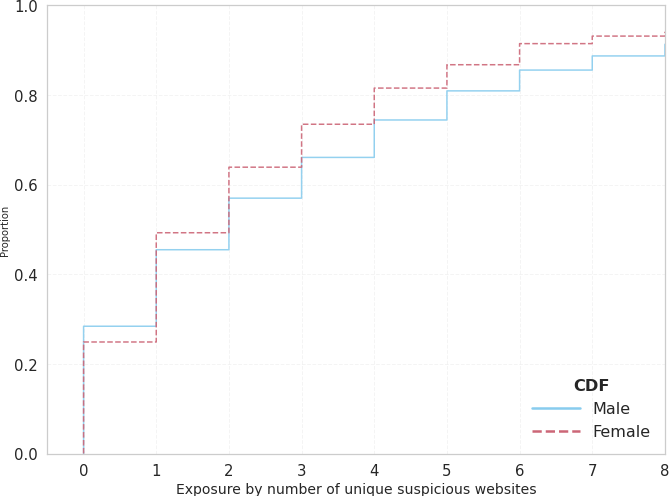 1.0
0.8
0.6
0.4
0.2
0.0
Proportion
CDF
Male
Female
0 1 2 3 4 5 6 7 8
Exposure by number of unique suspicious websites